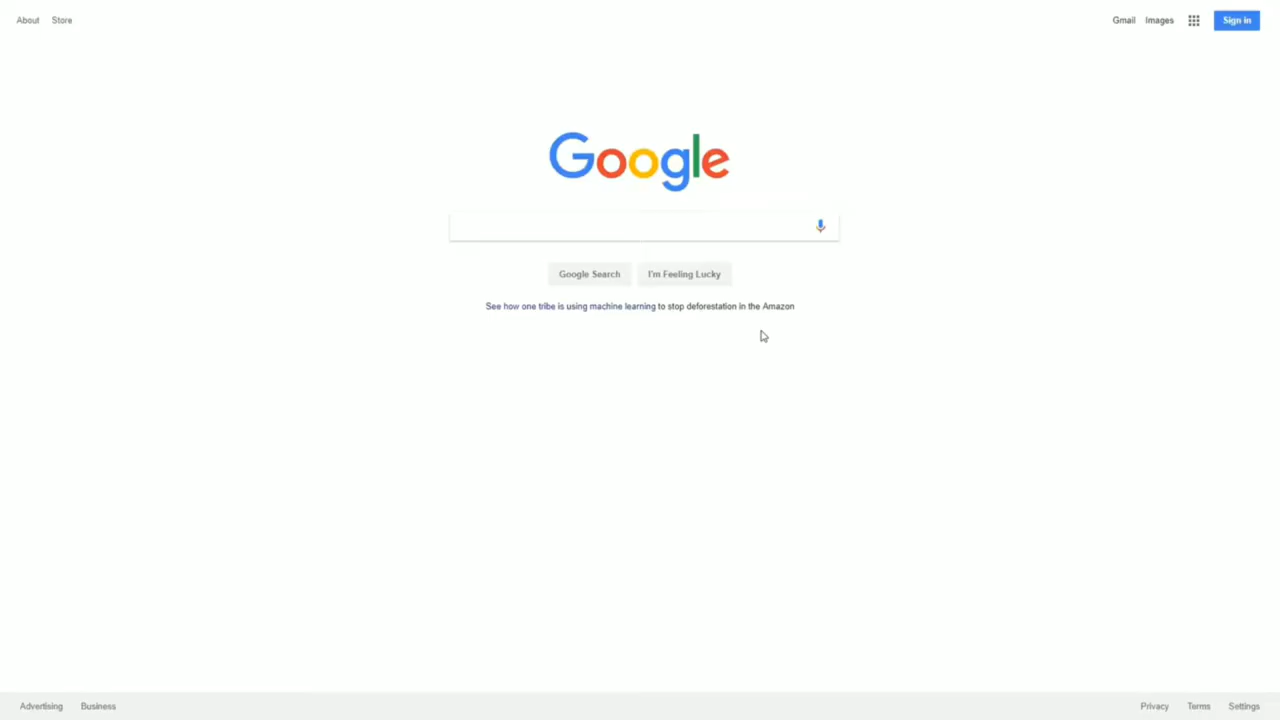 About Store Gmail Images Sign in
Google
Google Search I'm Feeling Lucky
See how one tribe is using machine learning to stop deforestation in the Amazon
Advertising Business Privacy Terms Settings